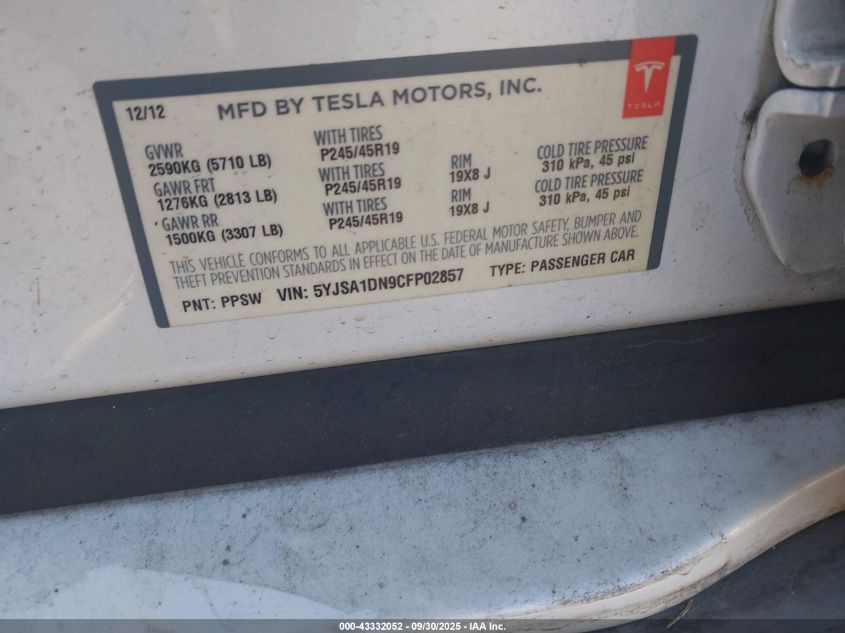 12/12 MFD BY TESLA MOTORS, INC.
TESLA
GVWR WITH TIRES
2590KG (5710 LB) P245/45R19 RIM COLD TIRE PRESSURE
GAWR FRT WITH TIRES 19X8 J 310 kPa, 45 psi
1276KG (2813 LB) P245/45R19 RIM COLD TIRE PRESSURE
GAWR RR WITH TIRES 19X8 J 310 kPa, 45 psi
1500KG (3307 LB) P245/45R19
THIS VEHICLE CONFORMS TO ALL APPLICABLE U.S. FEDERAL MOTOR SAFETY, BUMPER AND
THEFT PREVENTION STANDARDS IN EFFECT ON THE DATE OF MANUFACTURE SHOWN ABOVE.
PNT: PPSW VIN: 5YJSA1DN9CFP02857 TYPE: PASSENGER CAR
000-43332052 - 09/30/2025 - IAA Inc.